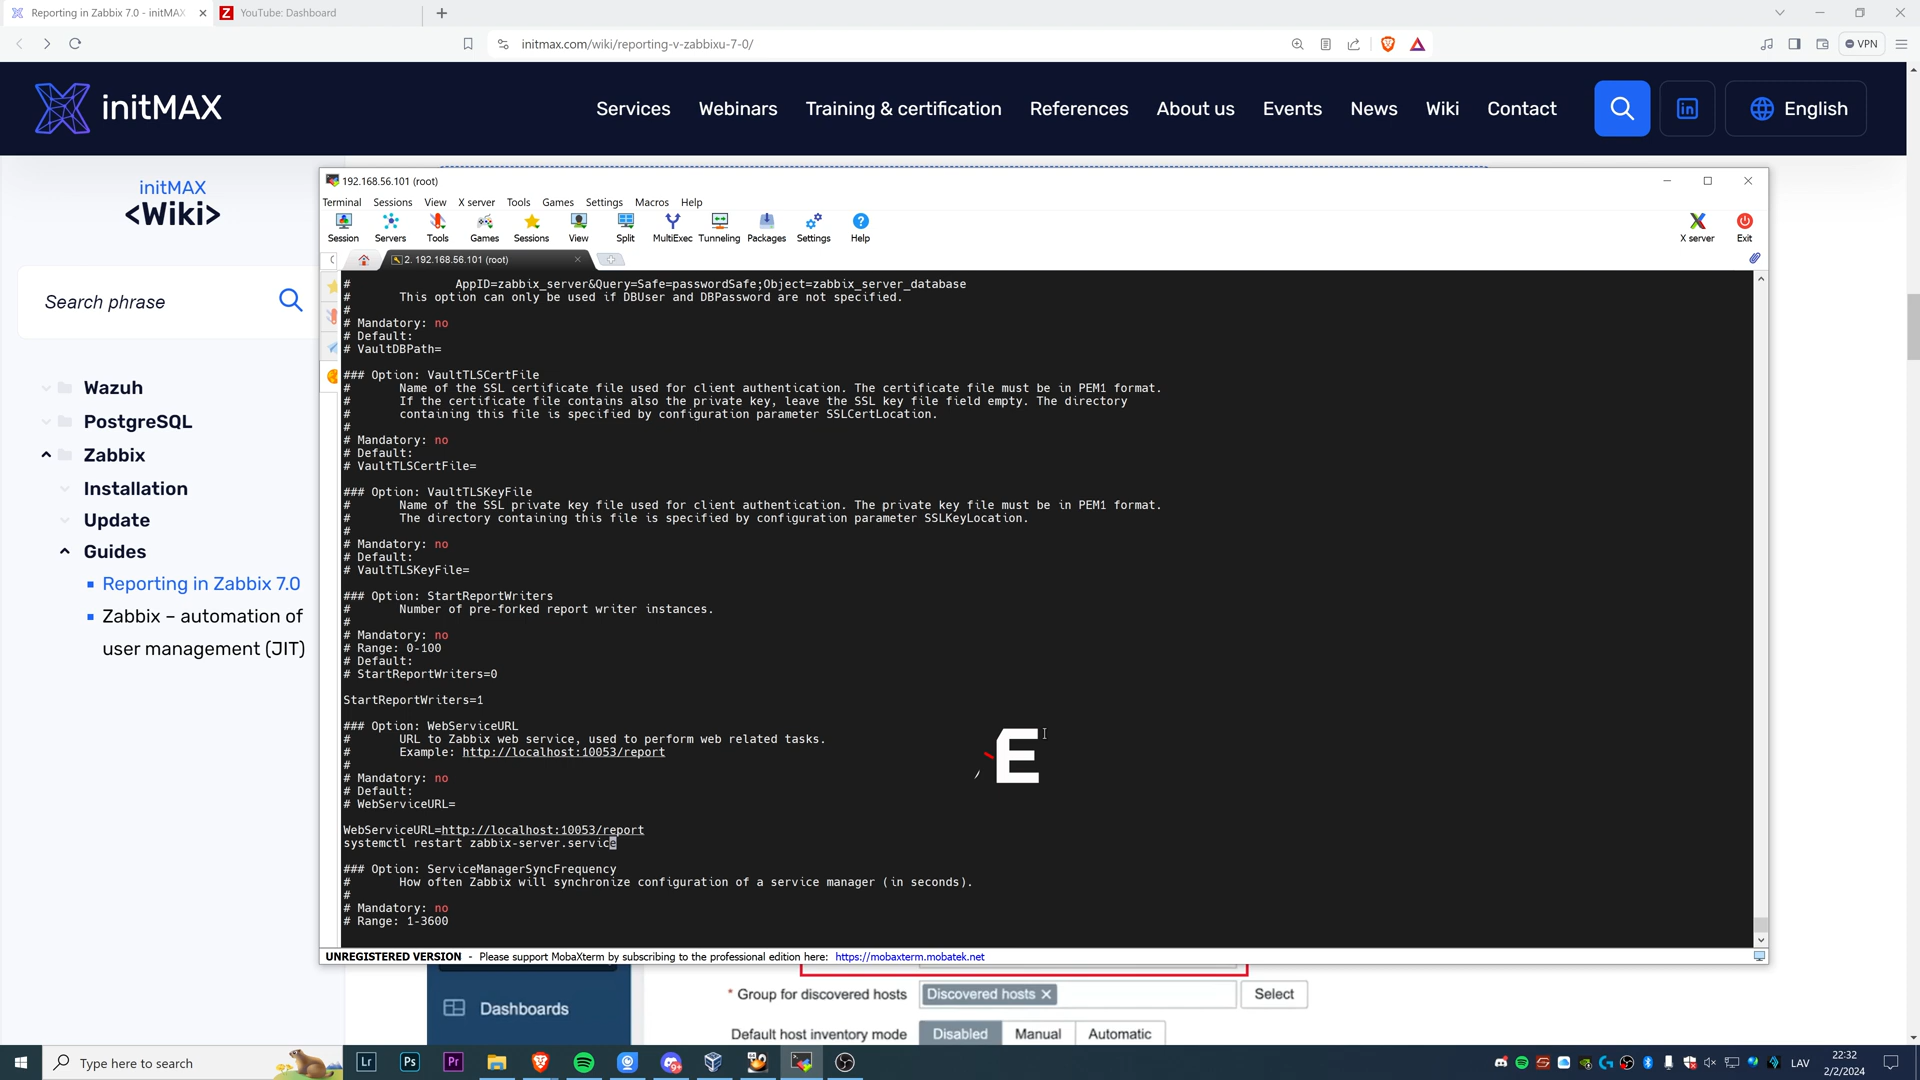 Reporting in Zabbix 7.0 - initMAX
YouTube: Dashboard
initmax.com/wiki/reporting-v-zabbixu-7-0/
VPN
initMAX
Services
Webinars
Training & certification
References
About us
Events
News
Wiki
Contact
English
initMAX
<Wiki>
Search phrase
Wazuh
PostgreSQL
Zabbix
Installation
Update
Guides
Reporting in Zabbix 7.0
Zabbix – automation of
user management (JIT)
192.168.56.101 (root)
Terminal Sessions View X server Tools Games Settings Macros Help
Session Servers Tools Games Sessions View Split MultiExec Tunneling Packages Settings Help
X server Exit
2. 192.168.56.101 (root)
# AppID=zabbix_server&Query=Safe=passwordSafe;Object=zabbix_server_database
# This option can only be used if DBUser and DBPassword are not specified.
#
# Mandatory: no
# Default:
# VaultDBPath=
### Option: VaultTLSCertFile
# Name of the SSL certificate file used for client authentication. The certificate file must be in PEM1 format.
# If the certificate file contains also the private key, leave the SSL key file field empty. The directory
# containing this file is specified by configuration parameter SSLCertLocation.
#
# Mandatory: no
# Default:
# VaultTLSCertFile=
### Option: VaultTLSKeyFile
# Name of the SSL private key file used for client authentication. The private key file must be in PEM1 format.
# The directory containing this file is specified by configuration parameter SSLKeyLocation.
#
# Mandatory: no
# Default:
# VaultTLSKeyFile=
### Option: StartReportWriters
# Number of pre-forked report writer instances.
#
# Mandatory: no
# Range: 0-100
# Default:
# StartReportWriters=0
StartReportWriters=1
### Option: WebServiceURL
# URL to Zabbix web service, used to perform web related tasks.
# Example: http://localhost:10053/report
#
# Mandatory: no
# Default:
# WebServiceURL=
WebServiceURL=http://localhost:10053/report
systemctl restart zabbix-server.service
### Option: ServiceManagerSyncFrequency
# How often Zabbix will synchronize configuration of a service manager (in seconds).
#
# Mandatory: no
# Range: 1-3600
E
UNREGISTERED VERSION - Please support MobaXterm by subscribing to the professional edition here: https://mobaxterm.mobatek.net
Dashboards
* Group for discovered hosts
Discovered hosts
Select
Default host inventory mode
Disabled
Manual
Automatic
Type here to search
Lr
Ps
Pr
LAV
22:32
2/2/2024